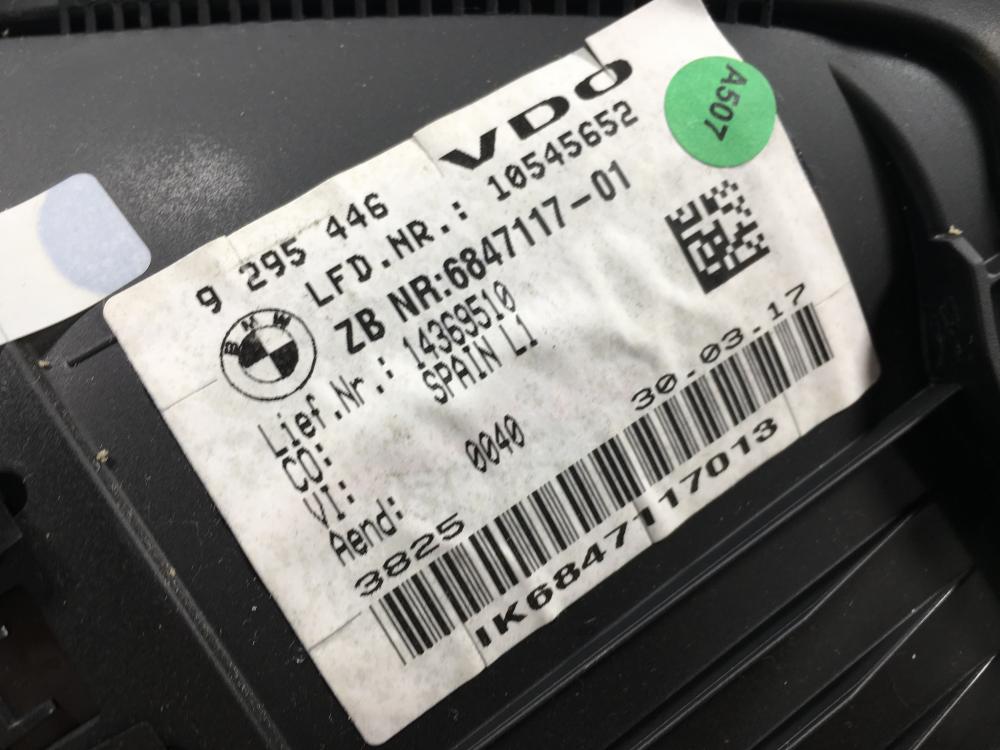 VDO
A507
9 295 446
LFD.NR.: 10545652
BMW
ZB NR:6847117-01
Lief.Nr.: 14369510
CO: SPAIN L1
VI:
Aend: 0040
3825 30.03.17
IK6847117013